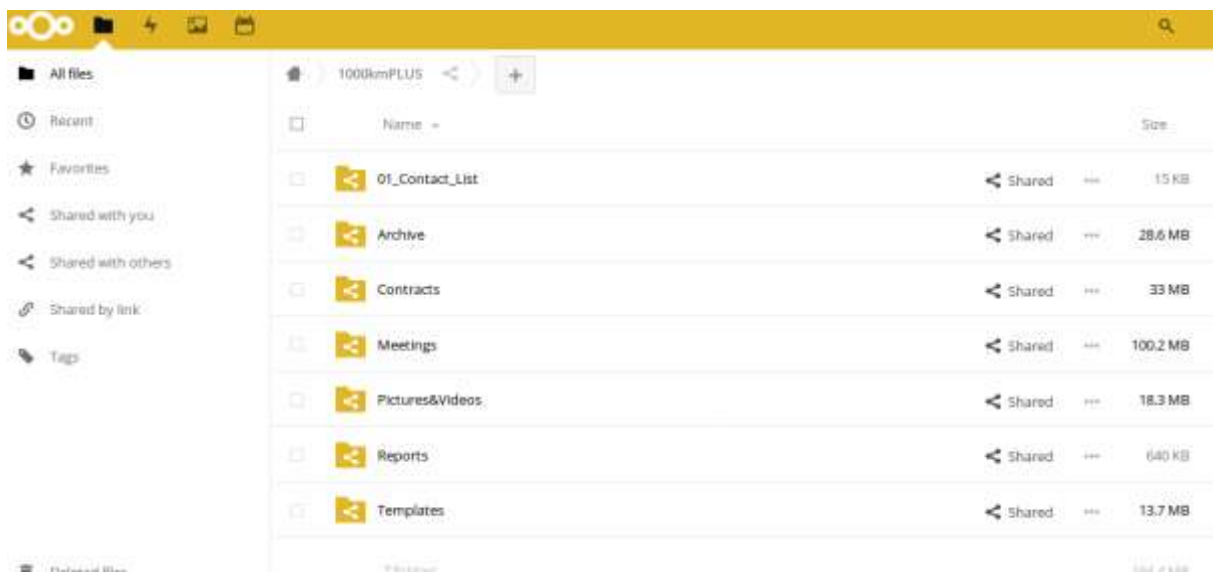 All files
Recent
Favorites
Shared with you
Shared with others
Shared by link
Tags
1000kmPLUS
Name Size
01_Contact_List Shared 15 KB
Archive Shared 28.6 MB
Contracts Shared 33 MB
Meetings Shared 100.2 MB
Pictures&Videos Shared 18.3 MB
Reports Shared 640 KB
Templates Shared 13.7 MB